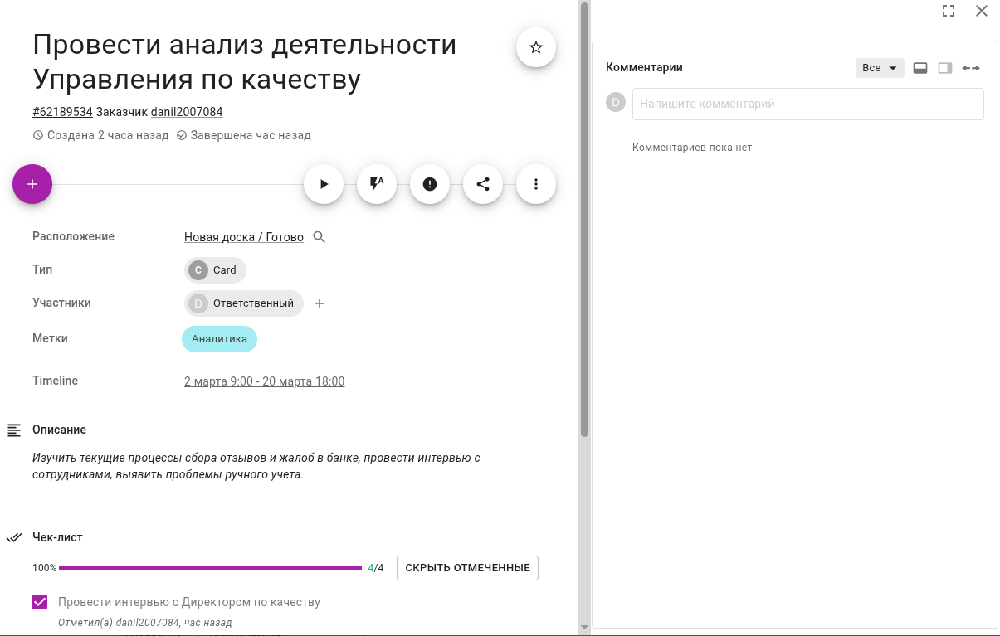 Провести анализ деятельности
Управления по качеству
#62189534 Заказчик danil2007084
Создана 2 часа назад Завершена час назад
Расположение Новая доска / Готово
Тип C Card
Участники D Ответственный
Метки Аналитика
Timeline 2 марта 9:00 - 20 марта 18:00
Описание
Изучить текущие процессы сбора отзывов и жалоб в банке, провести интервью с
сотрудниками, выявить проблемы ручного учета.
Чек-лист
100% 4/4 СКРЫТЬ ОТМЕЧЕННЫЕ
Провести интервью с Директором по качеству
Отметил(а) danil2007084, час назад
Комментарии Все
D Напишите комментарий
Комментариев пока нет